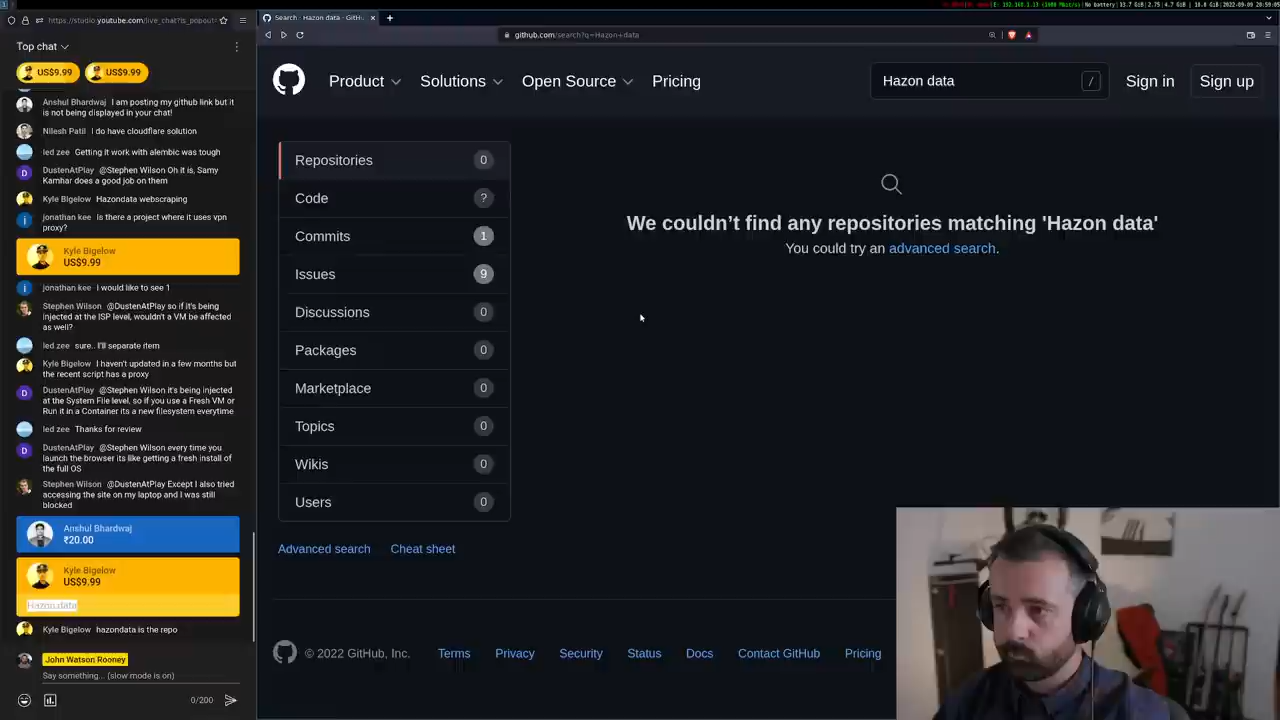 https://studio.youtube.com/live_chat?is_popout=
Top chat
US$9.99
US$9.99
Anshul Bhardwaj I am posting my github link but it
is not being displayed in your chat!
Nilesh Patil I do have cloudflare solution
led zee Getting it work with alembic was tough
DustenAtPlay @Stephen Wilson Oh it is, Samy
Kamhar does a good job on them
Kyle Bigelow Hazondata webscraping
jonathan kee Is there a project where it uses vpn
proxy?
Kyle Bigelow
US$9.99
jonathan kee I would like to see 1
Stephen Wilson @DustenAtPlay so if it's being
injected at the ISP level, wouldn't a VM be affected
as well?
led zee sure.. I'll separate item
Kyle Bigelow I haven't updated in a few months but
the recent script has a proxy
DustenAtPlay @Stephen Wilson it's being injected
at the System File level, so if you use a Fresh VM or
Run it in a Container its a new filesystem everytime
led zee Thanks for review
DustenAtPlay @Stephen Wilson every time you
launch the browser its like getting a fresh install of
the full OS
Stephen Wilson @DustenAtPlay Except I also tried
accessing the site on my laptop and I was still
blocked
Anshul Bhardwaj
₹20.00
Kyle Bigelow
US$9.99
Hazon data
Kyle Bigelow hazondata is the repo
John Watson Rooney
Say something... (slow mode is on)
0/200
Search · Hazon data · GitH
github.com/search?q=Hazon+data
Product
Solutions
Open Source
Pricing
Hazon data
/
Sign in
Sign up
Repositories 0
Code ?
Commits 1
Issues 9
Discussions 0
Packages 0
Marketplace 0
Topics 0
Wikis 0
Users 0
Advanced search
Cheat sheet
We couldn't find any repositories matching 'Hazon data'
You could try an advanced search.
© 2022 GitHub, Inc.
Terms
Privacy
Security
Status
Docs
Contact GitHub
Pricing